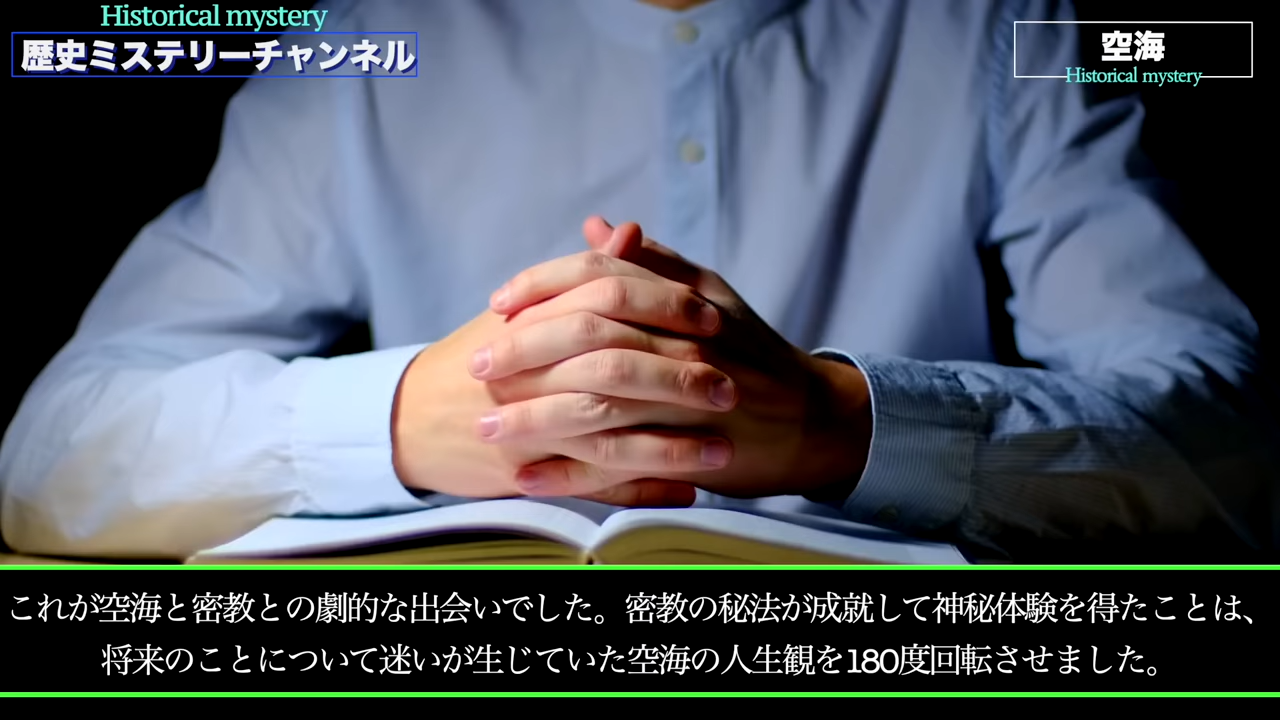 Historical mystery
歴史ミステリーチャンネル
空海
Historical mystery
これが空海と密教との劇的な出会いでした。密教の秘法が成就して神秘体験を得たことは、
将来のことについて迷いが生じていた空海の人生観を180度回転させました。